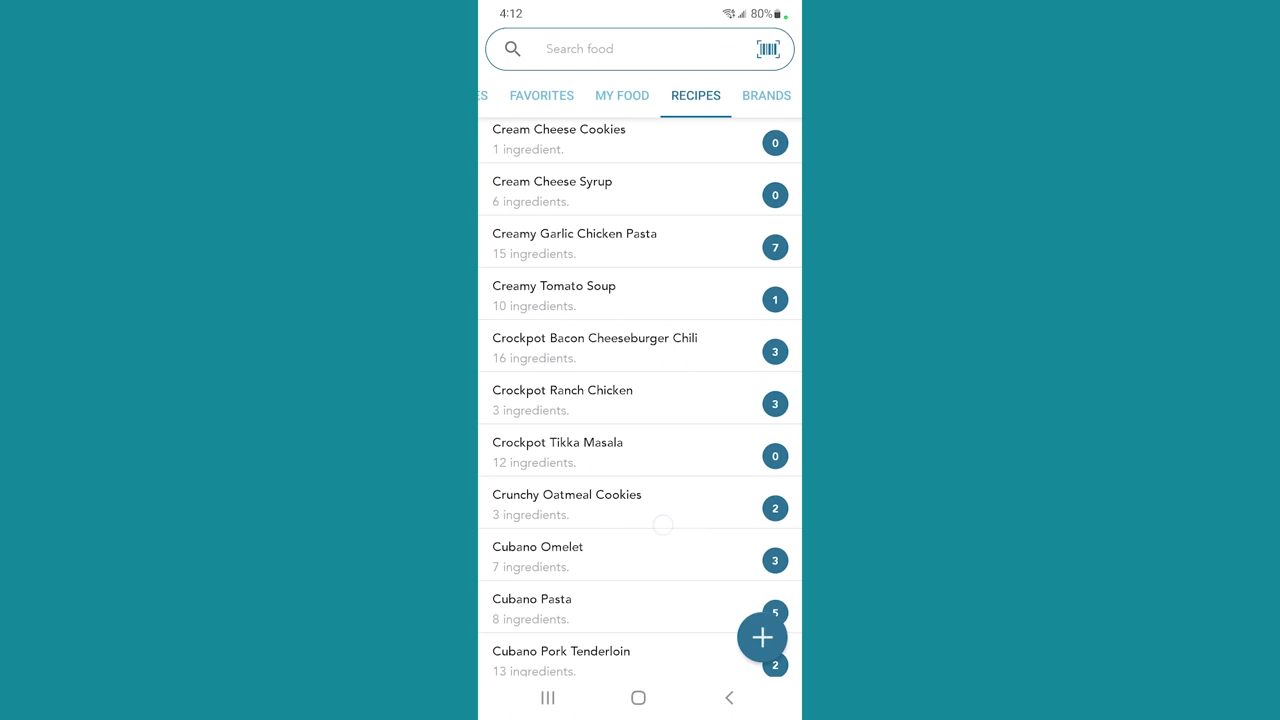 4:12
80%
Search food
ES FAVORITES MY FOOD RECIPES BRANDS
Cream Cheese Cookies
1 ingredient.
0
Cream Cheese Syrup
6 ingredients.
0
Creamy Garlic Chicken Pasta
15 ingredients.
7
Creamy Tomato Soup
10 ingredients.
1
Crockpot Bacon Cheeseburger Chili
16 ingredients.
3
Crockpot Ranch Chicken
3 ingredients.
3
Crockpot Tikka Masala
12 ingredients.
0
Crunchy Oatmeal Cookies
3 ingredients.
2
Cubano Omelet
7 ingredients.
3
Cubano Pasta
8 ingredients.
5
Cubano Pork Tenderloin
13 ingredients.
2